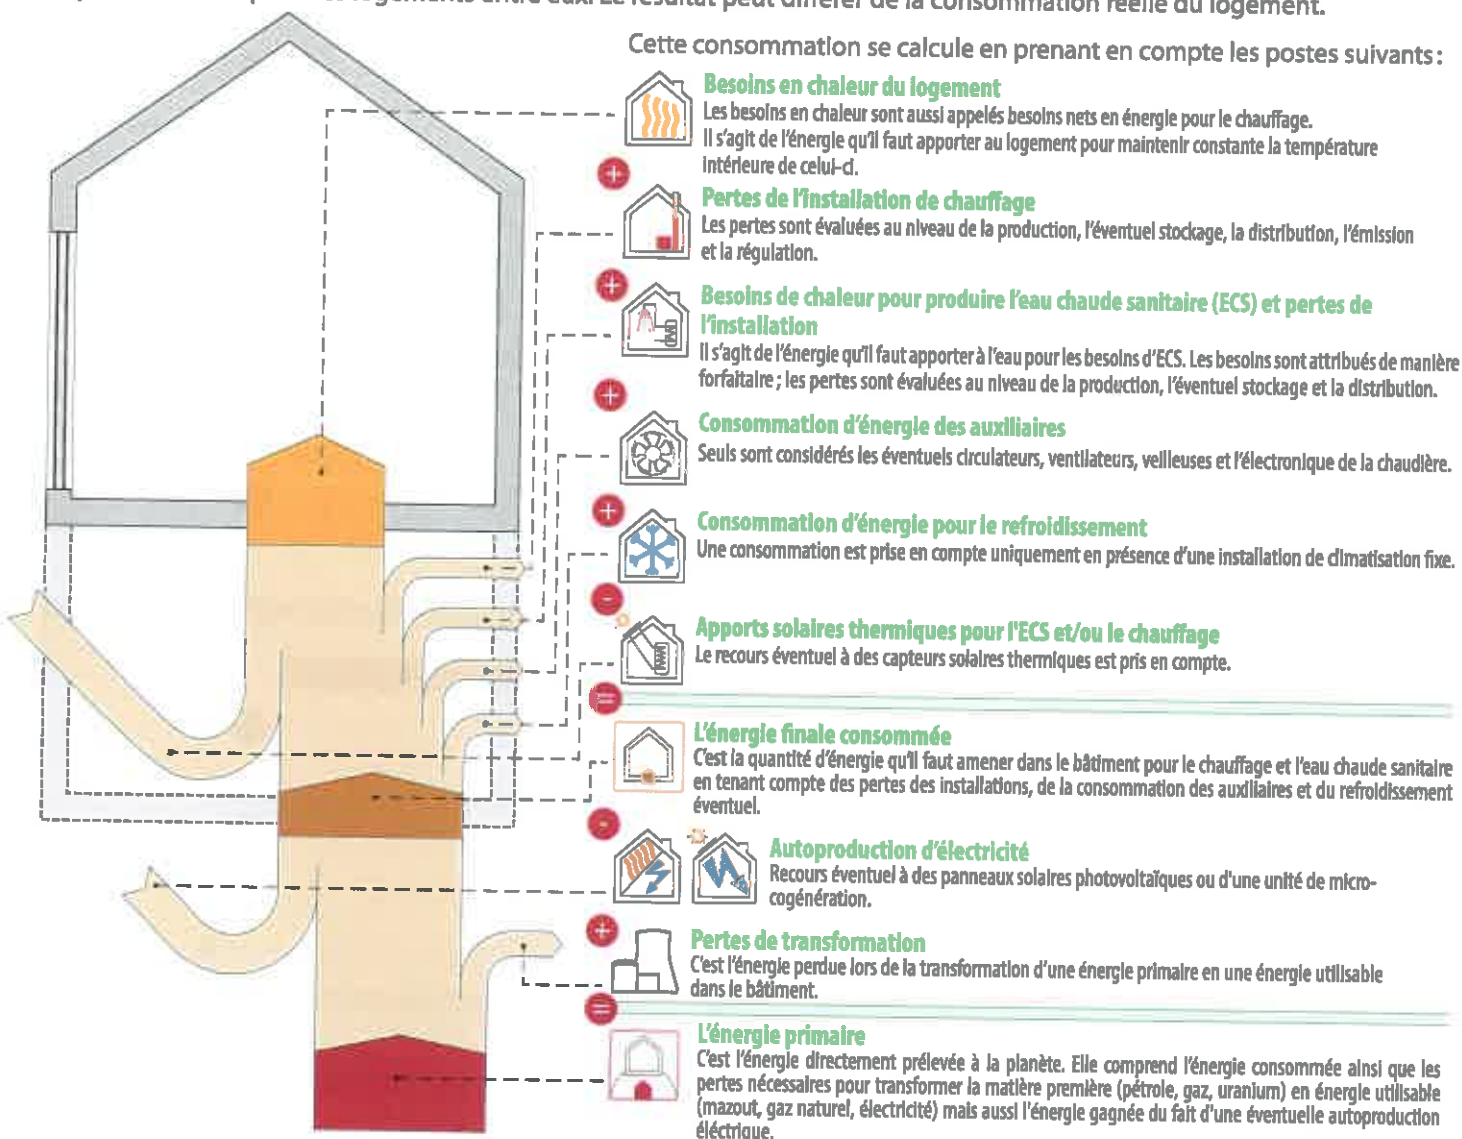 logements entre eux. Le résultat peut différer de la consommation réelle du logement.
Cette consommation se calcule en prenant en compte les postes suivants :
Besoins en chaleur du logement
Les besoins en chaleur sont aussi appelés besoins nets en énergie pour le chauffage.
Il s'agit de l'énergie qu'il faut apporter au logement pour maintenir constante la température
intérieure de celui-ci.
+
Pertes de l'installation de chauffage
Les pertes sont évaluées au niveau de la production, l'éventuel stockage, la distribution, l'émission
et la régulation.
+
Besoins de chaleur pour produire l'eau chaude sanitaire (ECS) et pertes de
l'installation
Il s'agit de l'énergie qu'il faut apporter à l'eau pour les besoins d'ECS. Les besoins sont attribués de manière
forfaitaire ; les pertes sont évaluées au niveau de la production, l'éventuel stockage et la distribution.
+
Consommation d'énergie des auxiliaires
Seuls sont considérés les éventuels circulateurs, ventilateurs, veilleuses et l'électronique de la chaudière.
+
Consommation d'énergie pour le refroidissement
Une consommation est prise en compte uniquement en présence d'une installation de climatisation fixe.
-
Apports solaires thermiques pour l'ECS et/ou le chauffage
Le recours éventuel à des capteurs solaires thermiques est pris en compte.
=
L'énergie finale consommée
C'est la quantité d'énergie qu'il faut amener dans le bâtiment pour le chauffage et l'eau chaude sanitaire
en tenant compte des pertes des installations, de la consommation des auxiliaires et du refroidissement
éventuel.
-
Autoproduction d'électricité
Recours éventuel à des panneaux solaires photovoltaïques ou d'une unité de micro-
cogénération.
+
Pertes de transformation
C'est l'énergie perdue lors de la transformation d'une énergie primaire en une énergie utilisable
dans le bâtiment.
=
L'énergie primaire
C'est l'énergie directement prélevée à la planète. Elle comprend l'énergie consommée ainsi que les
pertes nécessaires pour transformer la matière première (pétrole, gaz, uranium) en énergie utilisable
(mazout, gaz naturel, électricité) mais aussi l'énergie gagnée du fait d'une éventuelle autoproduction
éléctrique.